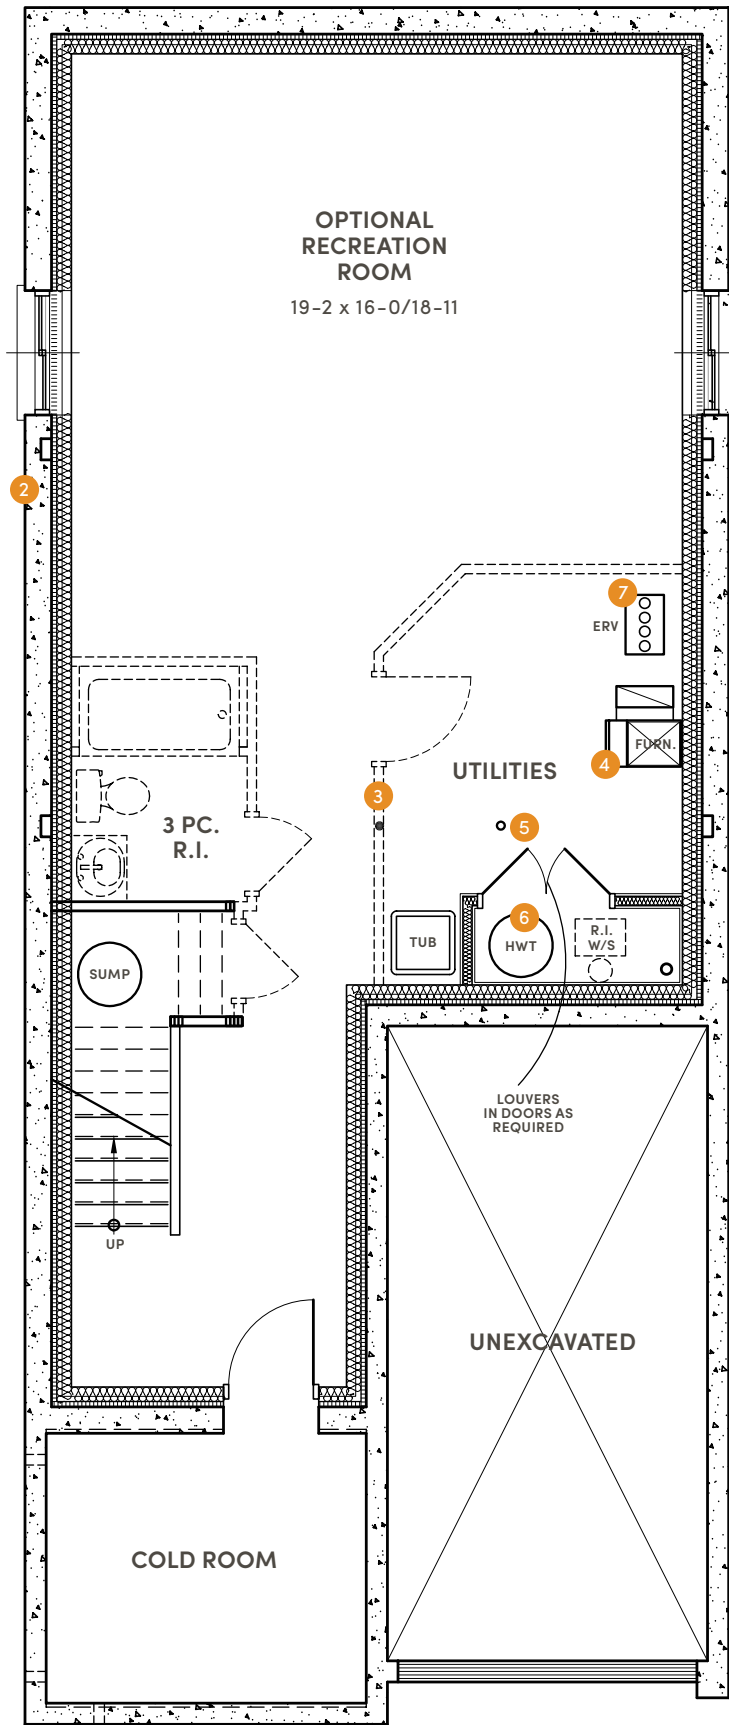 OPTIONAL
RECREATION
ROOM
19-2 x 16-0/18-11
2
7
ERV
FURN.
4
UTILITIES
3
3 PC.
R.I.
5
6
TUB
HWT
R.I.
W/S
SUMP
LOUVERS
IN DOORS AS
REQUIRED
UP
UNEXCAVATED
COLD ROOM